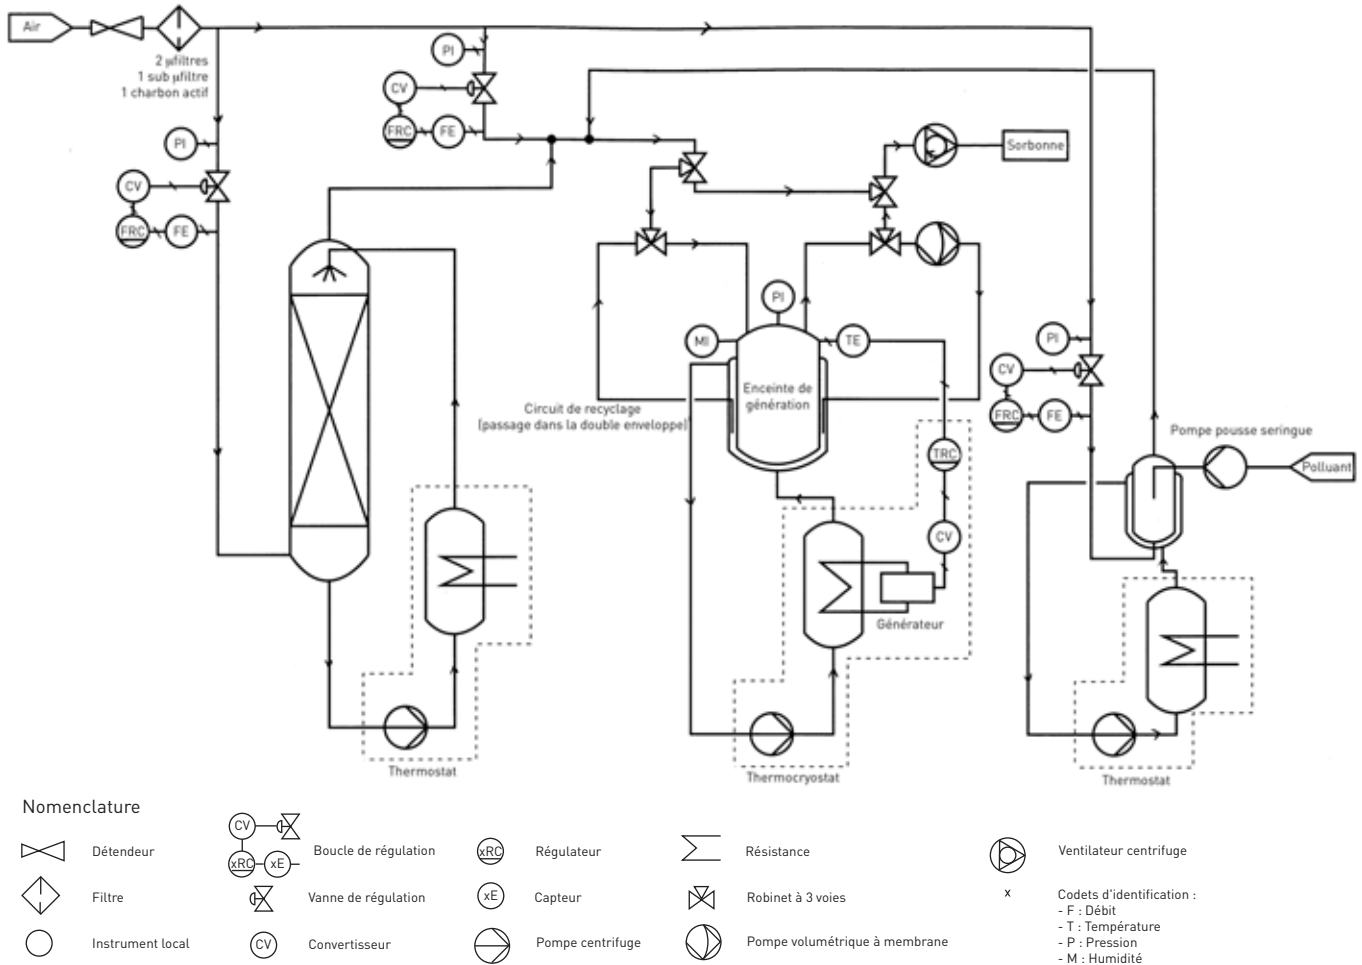 Air
2 µfiltres
1 sub µfiltre
1 charbon actif
PI
CV
FRC
FE
PI
CV
FRC
FE
Sorbonne
PI
MI
TE
Enceinte de
génération
Circuit de recyclage
(passage dans la double enveloppe)
TRC
CV
Générateur
PI
CV
FRC
FE
Pompe pousse seringue
Polluant
Thermostat
Thermocryostat
Thermostat
Nomenclature
Détendeur
CV
xRC
xE
Boucle de régulation
xRC
Régulateur
Résistance
Ventilateur centrifuge
Filtre
Vanne de régulation
xE
Capteur
Robinet à 3 voies
x
Codets d'identification :
- F : Débit
- T : Température
- P : Pression
- M : Humidité
Instrument local
CV
Convertisseur
Pompe centrifuge
Pompe volumétrique à membrane